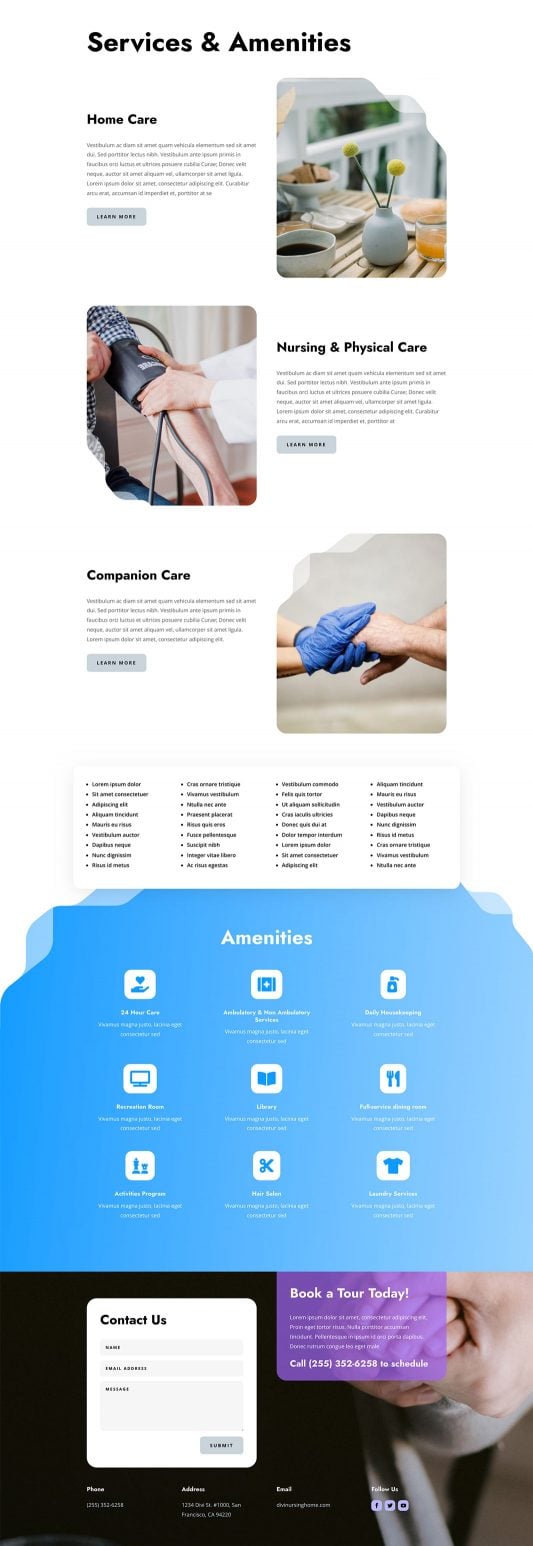 Services & Amenities
Home Care
Vestibulum ac diam sit amet quam vehicula elementum sed sit amet
dui. Sed porttitor lectus nibh. Vestibulum ante ipsum primis in
faucibus orci luctus et ultrices posuere cubilia Curae; Donec velit
neque, auctor sit amet aliquam vel, ullamcorper sit amet ligula.
Lorem ipsum dolor sit amet, consectetur adipiscing elit. Curabitur
arcu erat, accumsan id imperdiet et, porttitor at se
LEARN MORE
Nursing & Physical Care
Vestibulum ac diam sit amet quam vehicula elementum sed sit amet
dui. Sed porttitor lectus nibh. Vestibulum ante ipsum primis in
faucibus orci luctus et ultrices posuere cubilia Curae; Donec velit
neque, auctor sit amet aliquam vel, ullamcorper sit amet ligula.
Lorem ipsum dolor sit amet, consectetur adipiscing elit. Curabitur
arcu erat, accumsan id imperdiet et, porttitor at
LEARN MORE
Companion Care
Vestibulum ac diam sit amet quam vehicula elementum sed sit amet
dui. Sed porttitor lectus nibh. Vestibulum ante ipsum primis in
faucibus orci luctus et ultrices posuere cubilia Curae; Donec velit
neque, auctor sit amet aliquam vel, ullamcorper sit amet ligula.
Lorem ipsum dolor sit amet, consectetur adipiscing elit.
LEARN MORE
Lorem ipsum dolor
Sit amet consectetuer
Adipiscing elit
Aliquam tincidunt
Mauris eu risus
Vestibulum auctor
Dapibus neque
Nunc dignissim
Risus id metus
Cras ornare tristique
Vivamus vestibulum
Ntulla nec ante
Praesent placerat
Risus quis eros
Fusce pellentesque
Suscipit nibh
Integer vitae libero
Ac risus egestas
Vestibulum commodo
Felis quis tortor
Ut aliquam sollicitudin
Cras iaculis ultricies
Donec quis dui at
Dolor tempor interdum
Lorem ipsum dolor
Sit amet consectetuer
Adipiscing elit
Aliquam tincidunt
Mauris eu risus
Vestibulum auctor
Dapibus neque
Nunc dignissim
Risus id metus
Cras ornare tristique
Vivamus vestibulum
Ntulla nec ante
Amenities
24 Hour Care
Vivamus magna justo, lacinia eget
consectetur sed
Ambulatory & Non Ambulatory
Services
Vivamus magna justo, lacinia eget
consectetur sed
Daily Housekeeping
Vivamus magna justo, lacinia eget
consectetur sed
Recreation Room
Vivamus magna justo, lacinia eget
consectetur sed
Library
Vivamus magna justo, lacinia eget
consectetur sed
Full-service dining room
Vivamus magna justo, lacinia eget
consectetur sed
Activities Program
Vivamus magna justo, lacinia eget
consectetur sed
Hair Salon
Vivamus magna justo, lacinia eget
consectetur sed
Laundry Services
Vivamus magna justo, lacinia eget
consectetur sed
Contact Us
NAME
EMAIL ADDRESS
MESSAGE
SUBMIT
Book a Tour Today!
Lorem ipsum dolor sit amet, consectetur adipiscing elit.
Proin eget tortor risus. Nulla porttitor accumsan
tincidunt. Pellentesque in ipsum id orci porta dapibus.
Donec rutrum congue leo eget male
Call (255) 352-6258 to schedule
Phone
(255) 352-6258
Address
1234 Divi St. #1000, San
Francisco, CA 94220
Email
divinursinghome.com
Follow Us